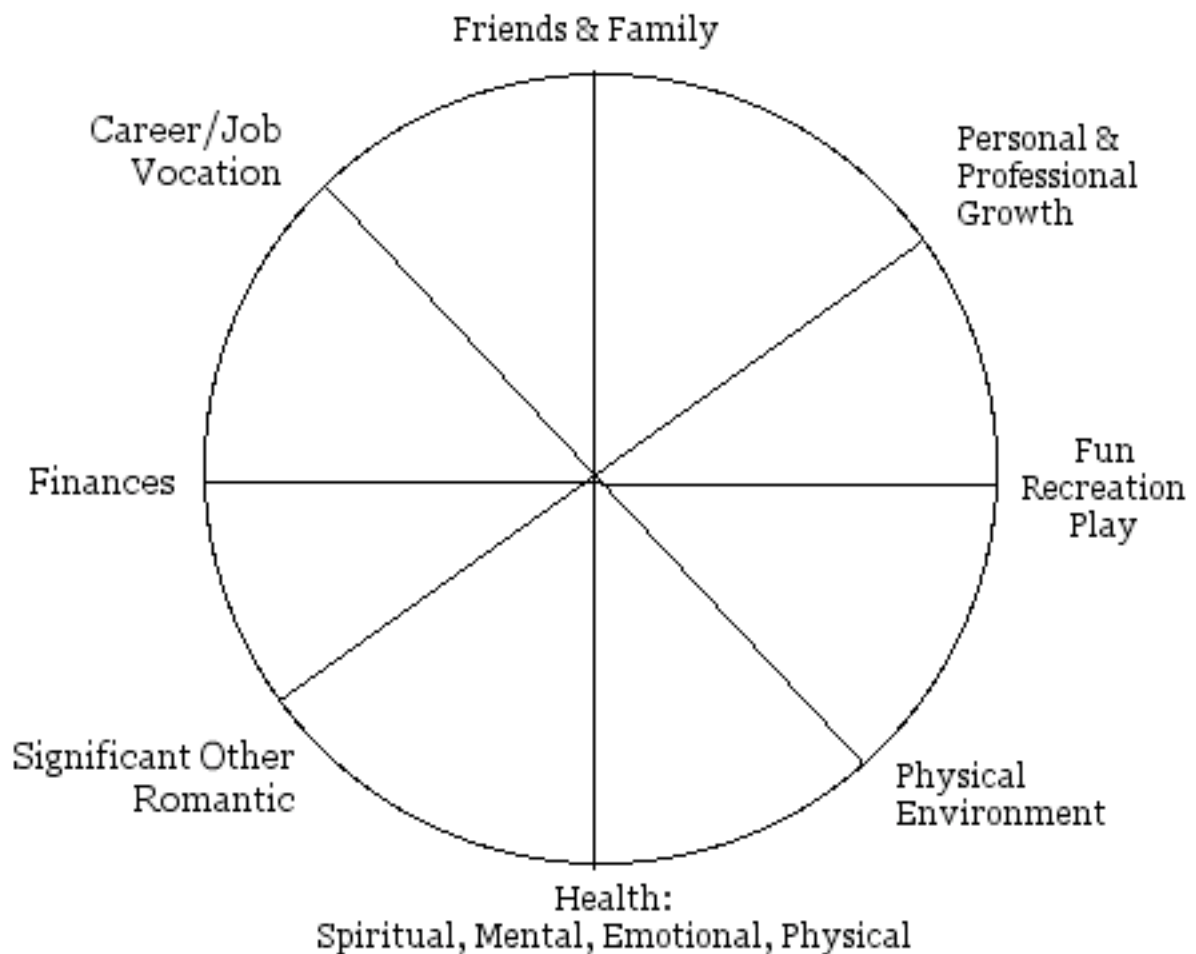 Friends & Family
Career/Job
Vocation
Personal &
Professional
Growth
Finances
Fun
Recreation
Play
Significant Other
Romantic
Physical
Environment
Health:
Spiritual, Mental, Emotional, Physical